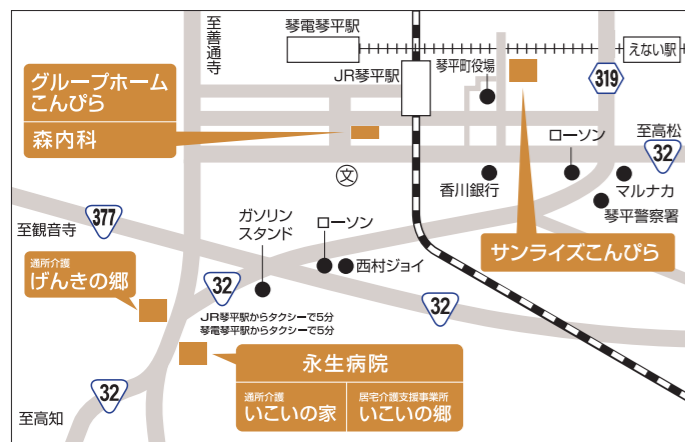 至善通寺
琴電琴平駅
えない駅
JR琴平駅
琴平町役場
319
グループホーム
こんぴら
森内科
ローソン
至高松
32
文
香川銀行
マルナカ
琴平警察署
377
至観音寺
ガソリン
スタンド
ローソン
西村ジョイ
サンライズこんぴら
通所介護
げんきの郷
32
JR琴平駅からタクシーで5分
琴電琴平駅からタクシーで5分
32
永生病院
通所介護
いこいの家
居宅介護支援事業所
いこいの郷
32
至高知